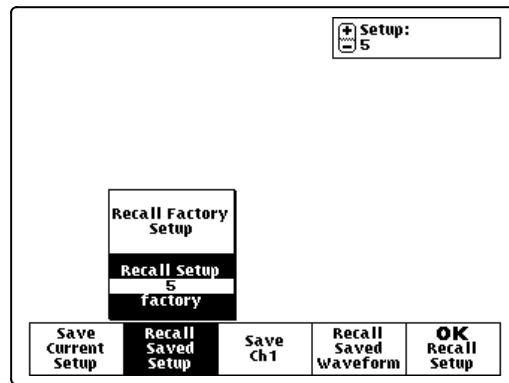 Setup:
5
Recall Factory
Setup
Recall Setup
5
factory
Save
Current
Setup
Recall
Saved
Setup
Save
Ch1
Recall
Saved
Waveform
OK
Recall
Setup